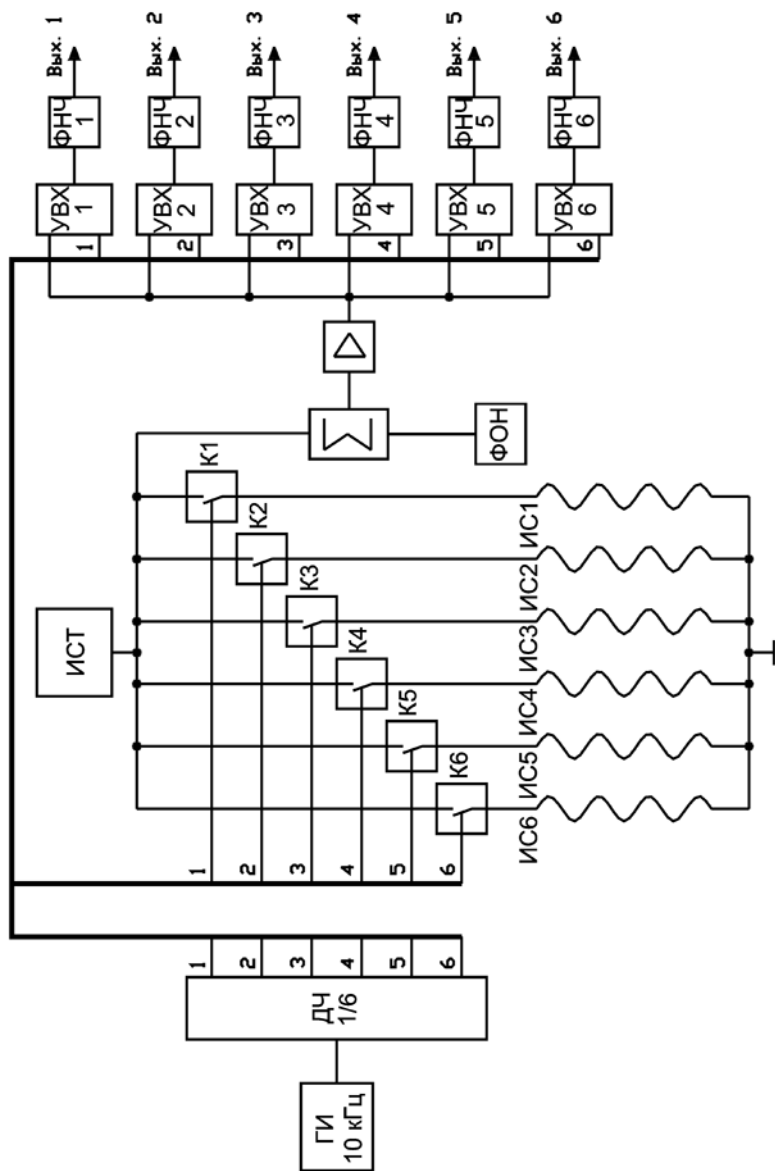 Вых. 1
Вых. 2
Вых. 3
Вых. 4
Вых. 5
Вых. 6
ФНЧ
1
ФНЧ
2
ФНЧ
3
ФНЧ
4
ФНЧ
5
ФНЧ
6
УВХ
1
УВХ
2
УВХ
3
УВХ
4
УВХ
5
УВХ
6
1
2
3
4
5
6
Σ
ФОН
ИСТ
К1
К2
К3
К4
К5
К6
ИС1
ИС2
ИС3
ИС4
ИС5
ИС6
1
2
3
4
5
6
1
2
3
4
5
6
ДЧ
1/6
ГИ
10 кГц